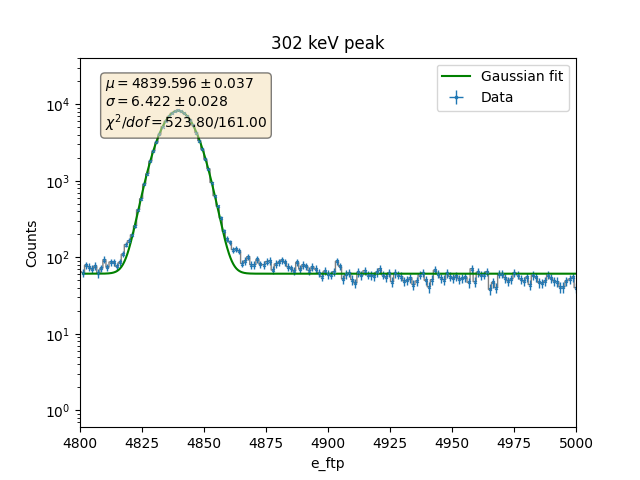 302 keV peak
μ = 4839.596 ± 0.037
σ = 6.422 ± 0.028
χ²/dof = 523.80/161.00
Gaussian fit
Data
10⁴
10³
10²
10¹
10⁰
Counts
4800 4825 4850 4875 4900 4925 4950 4975 5000
e_ftp